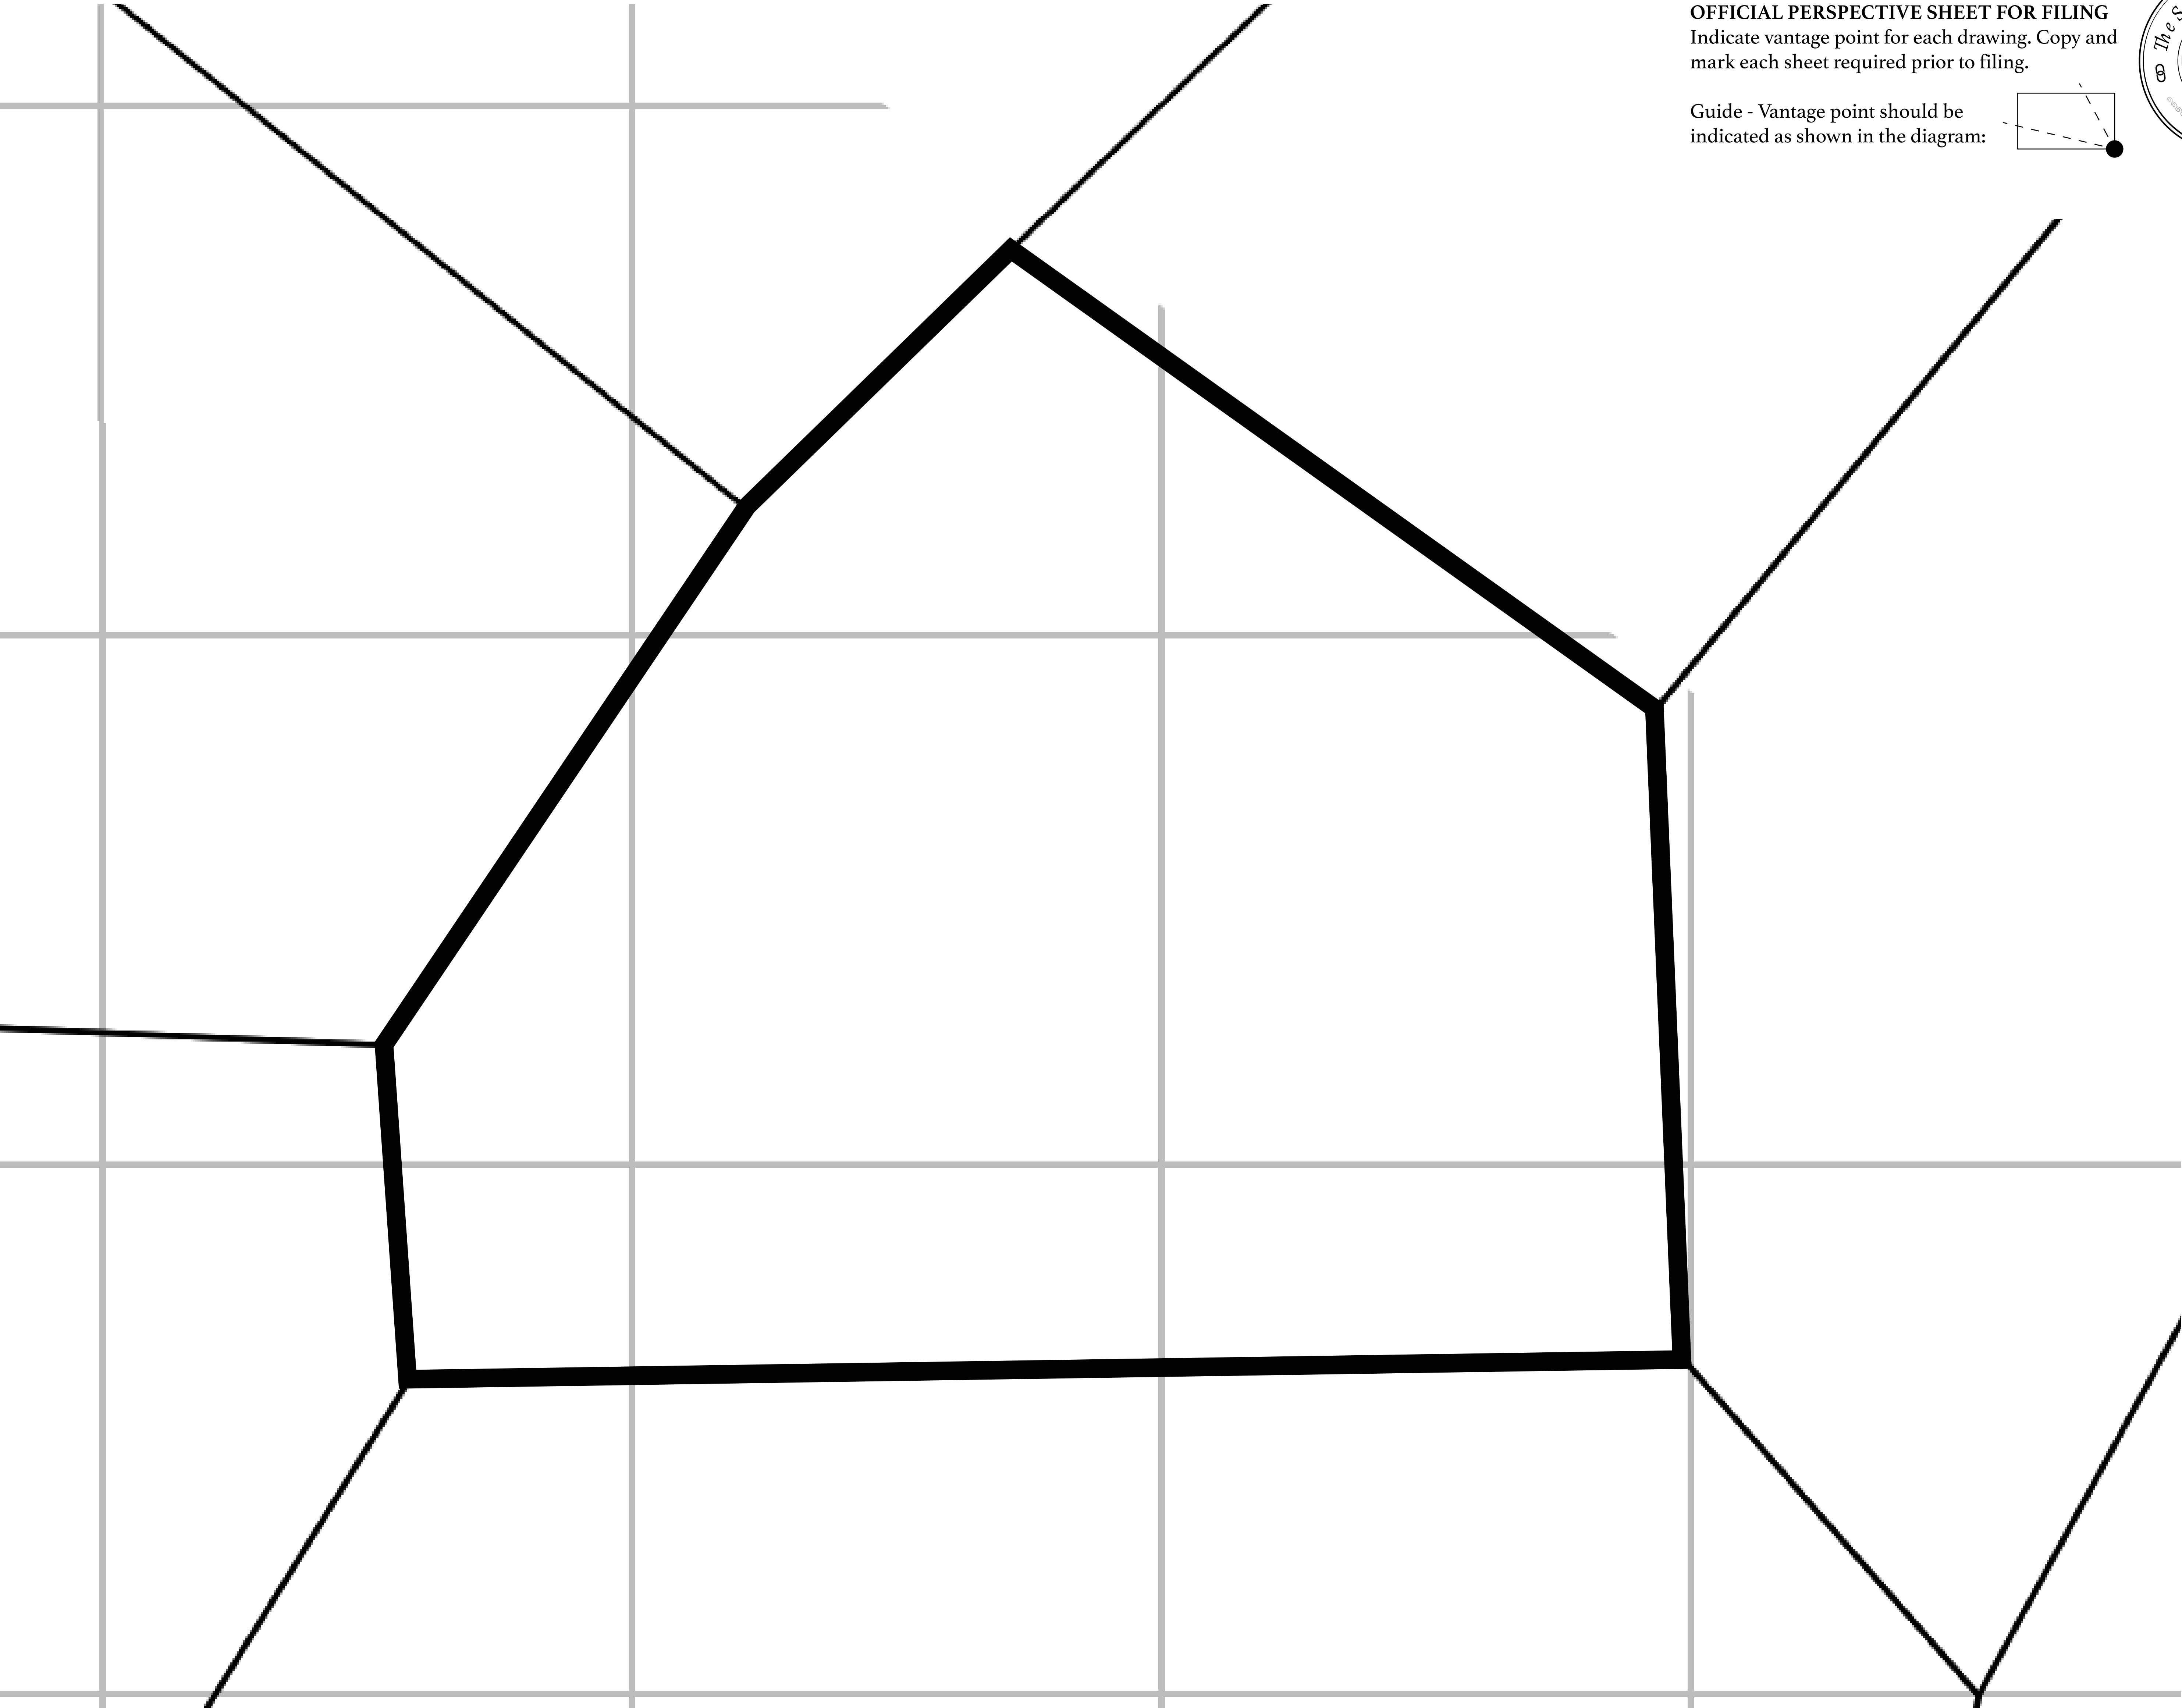 OFFICIAL PERSPECTIVE SHEET FOR FILING
Indicate vantage point for each drawing. Copy and
mark each sheet required prior to filing.
Guide - Vantage point should be
indicated as shown in the diagram:
The